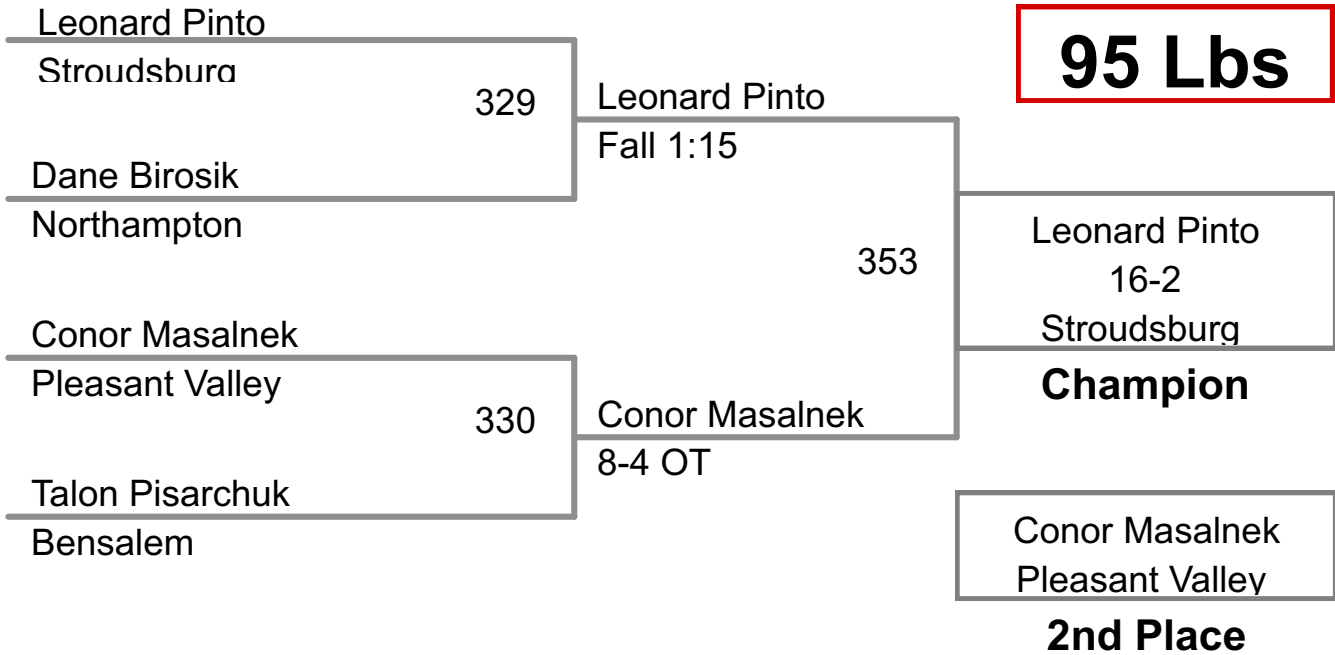 Leonard Pinto
Stroudsburg
95 Lbs
329
Leonard Pinto
Fall 1:15
Dane Birosik
Northampton
Leonard Pinto
16-2
Stroudsburg
353
Champion
Conor Masalnek
Pleasant Valley
330
Conor Masalnek
8-4 OT
Talon Pisarchuk
Bensalem
Conor Masalnek
Pleasant Valley
2nd Place